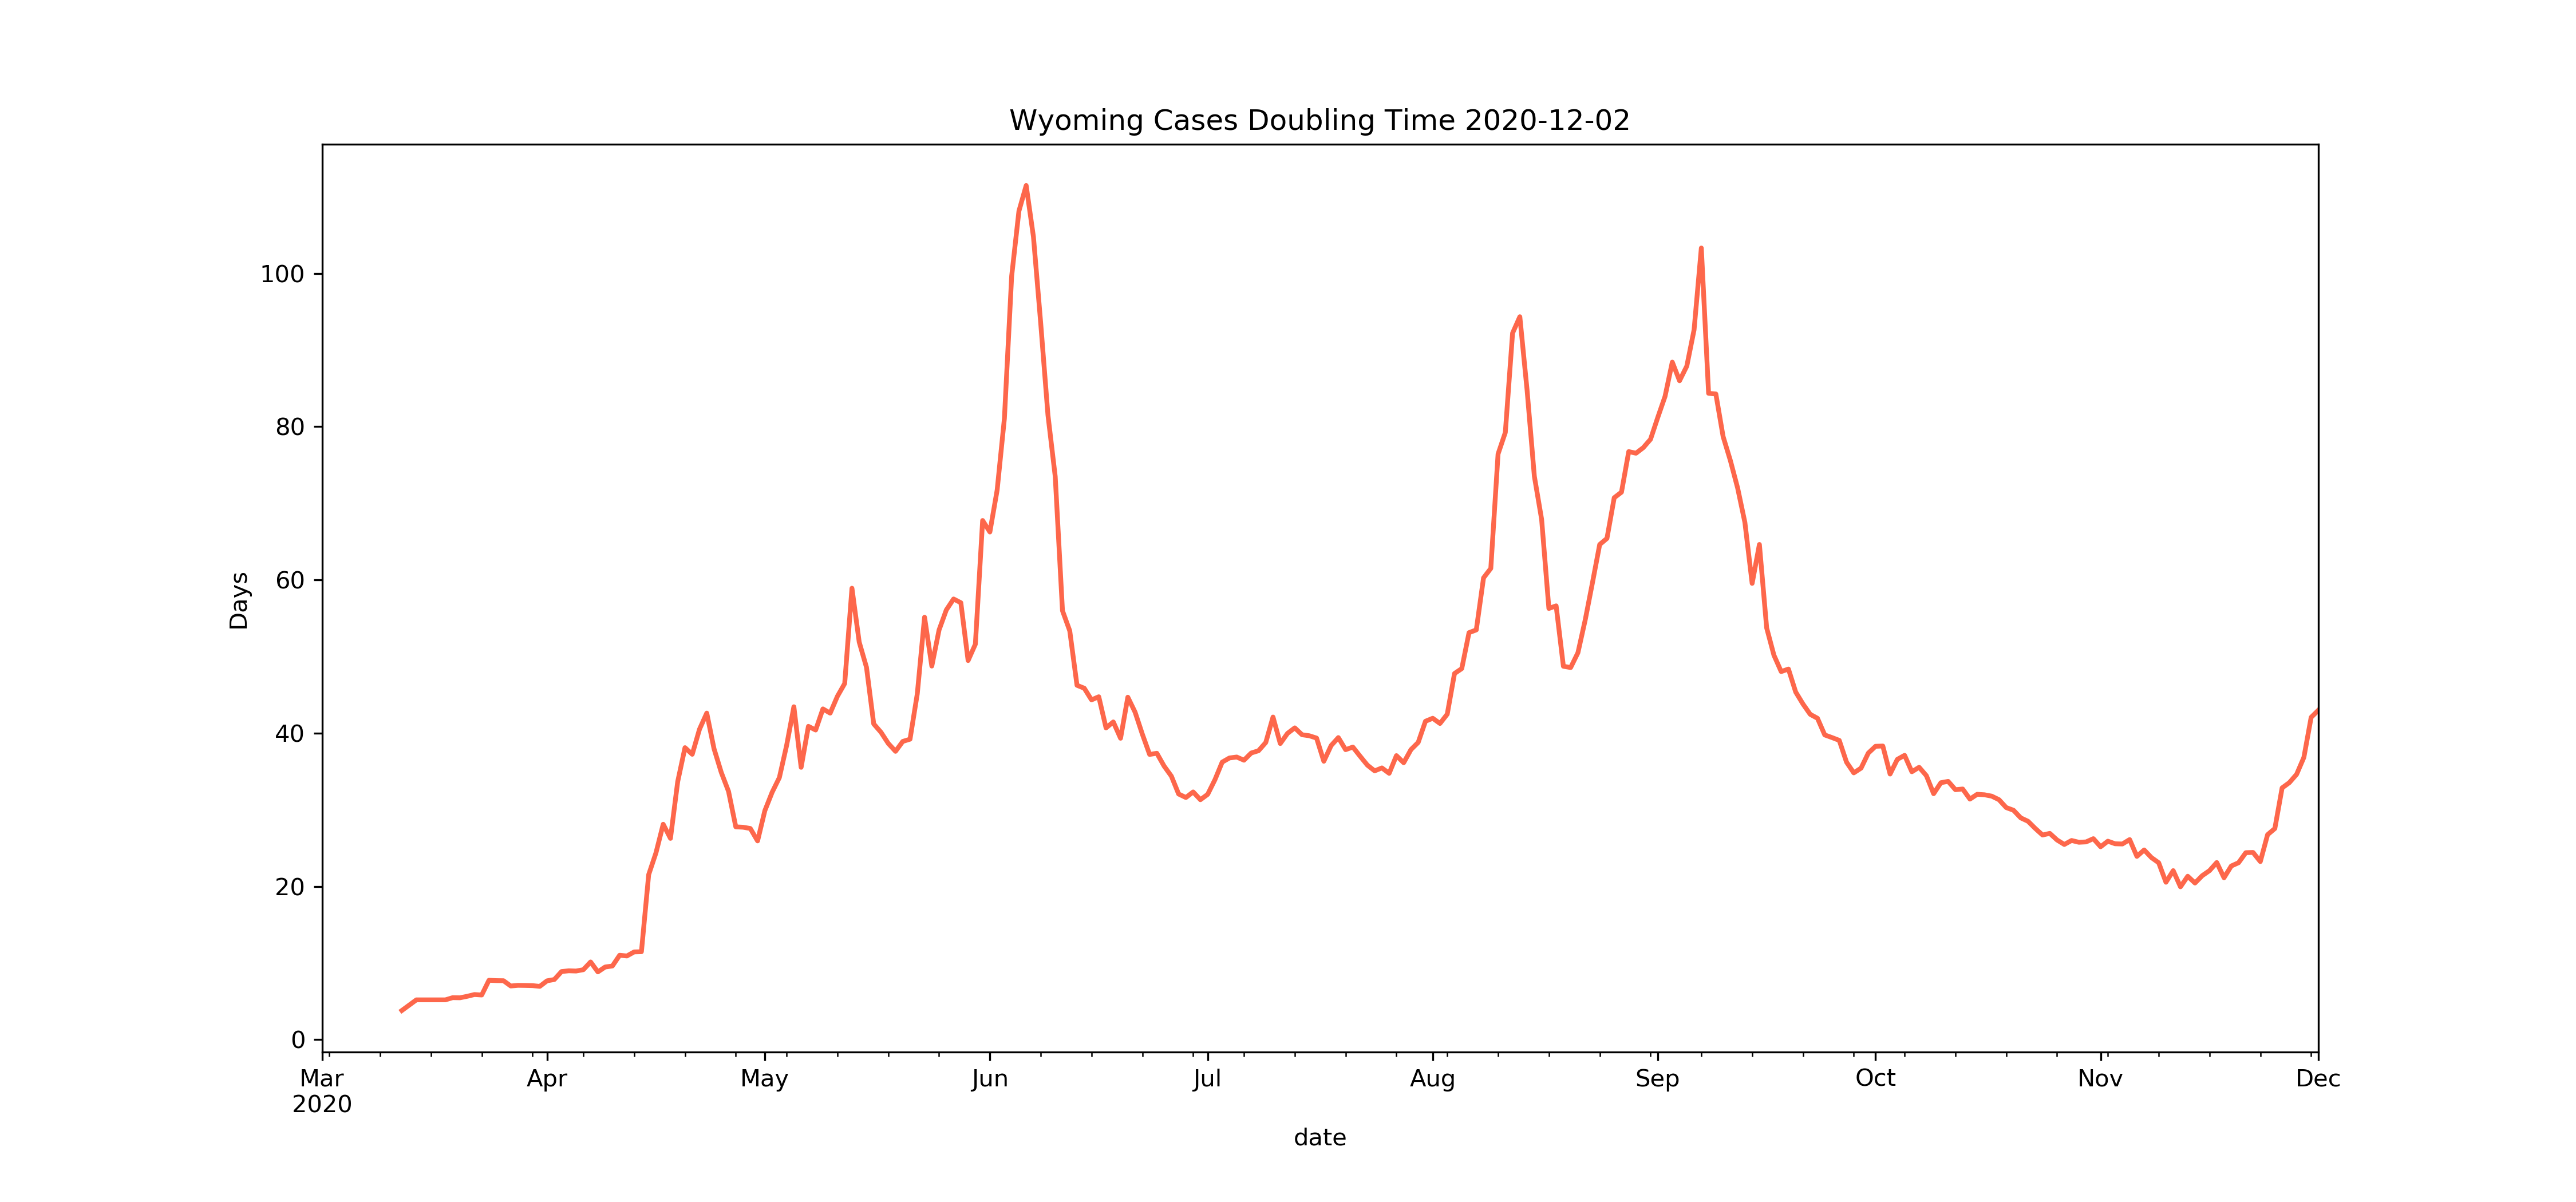 Wyoming Cases Doubling Time 2020-12-02
100
80
60
40
20
0
Days
Mar Apr May Jun Jul Aug Sep Oct Nov Dec
2020
date